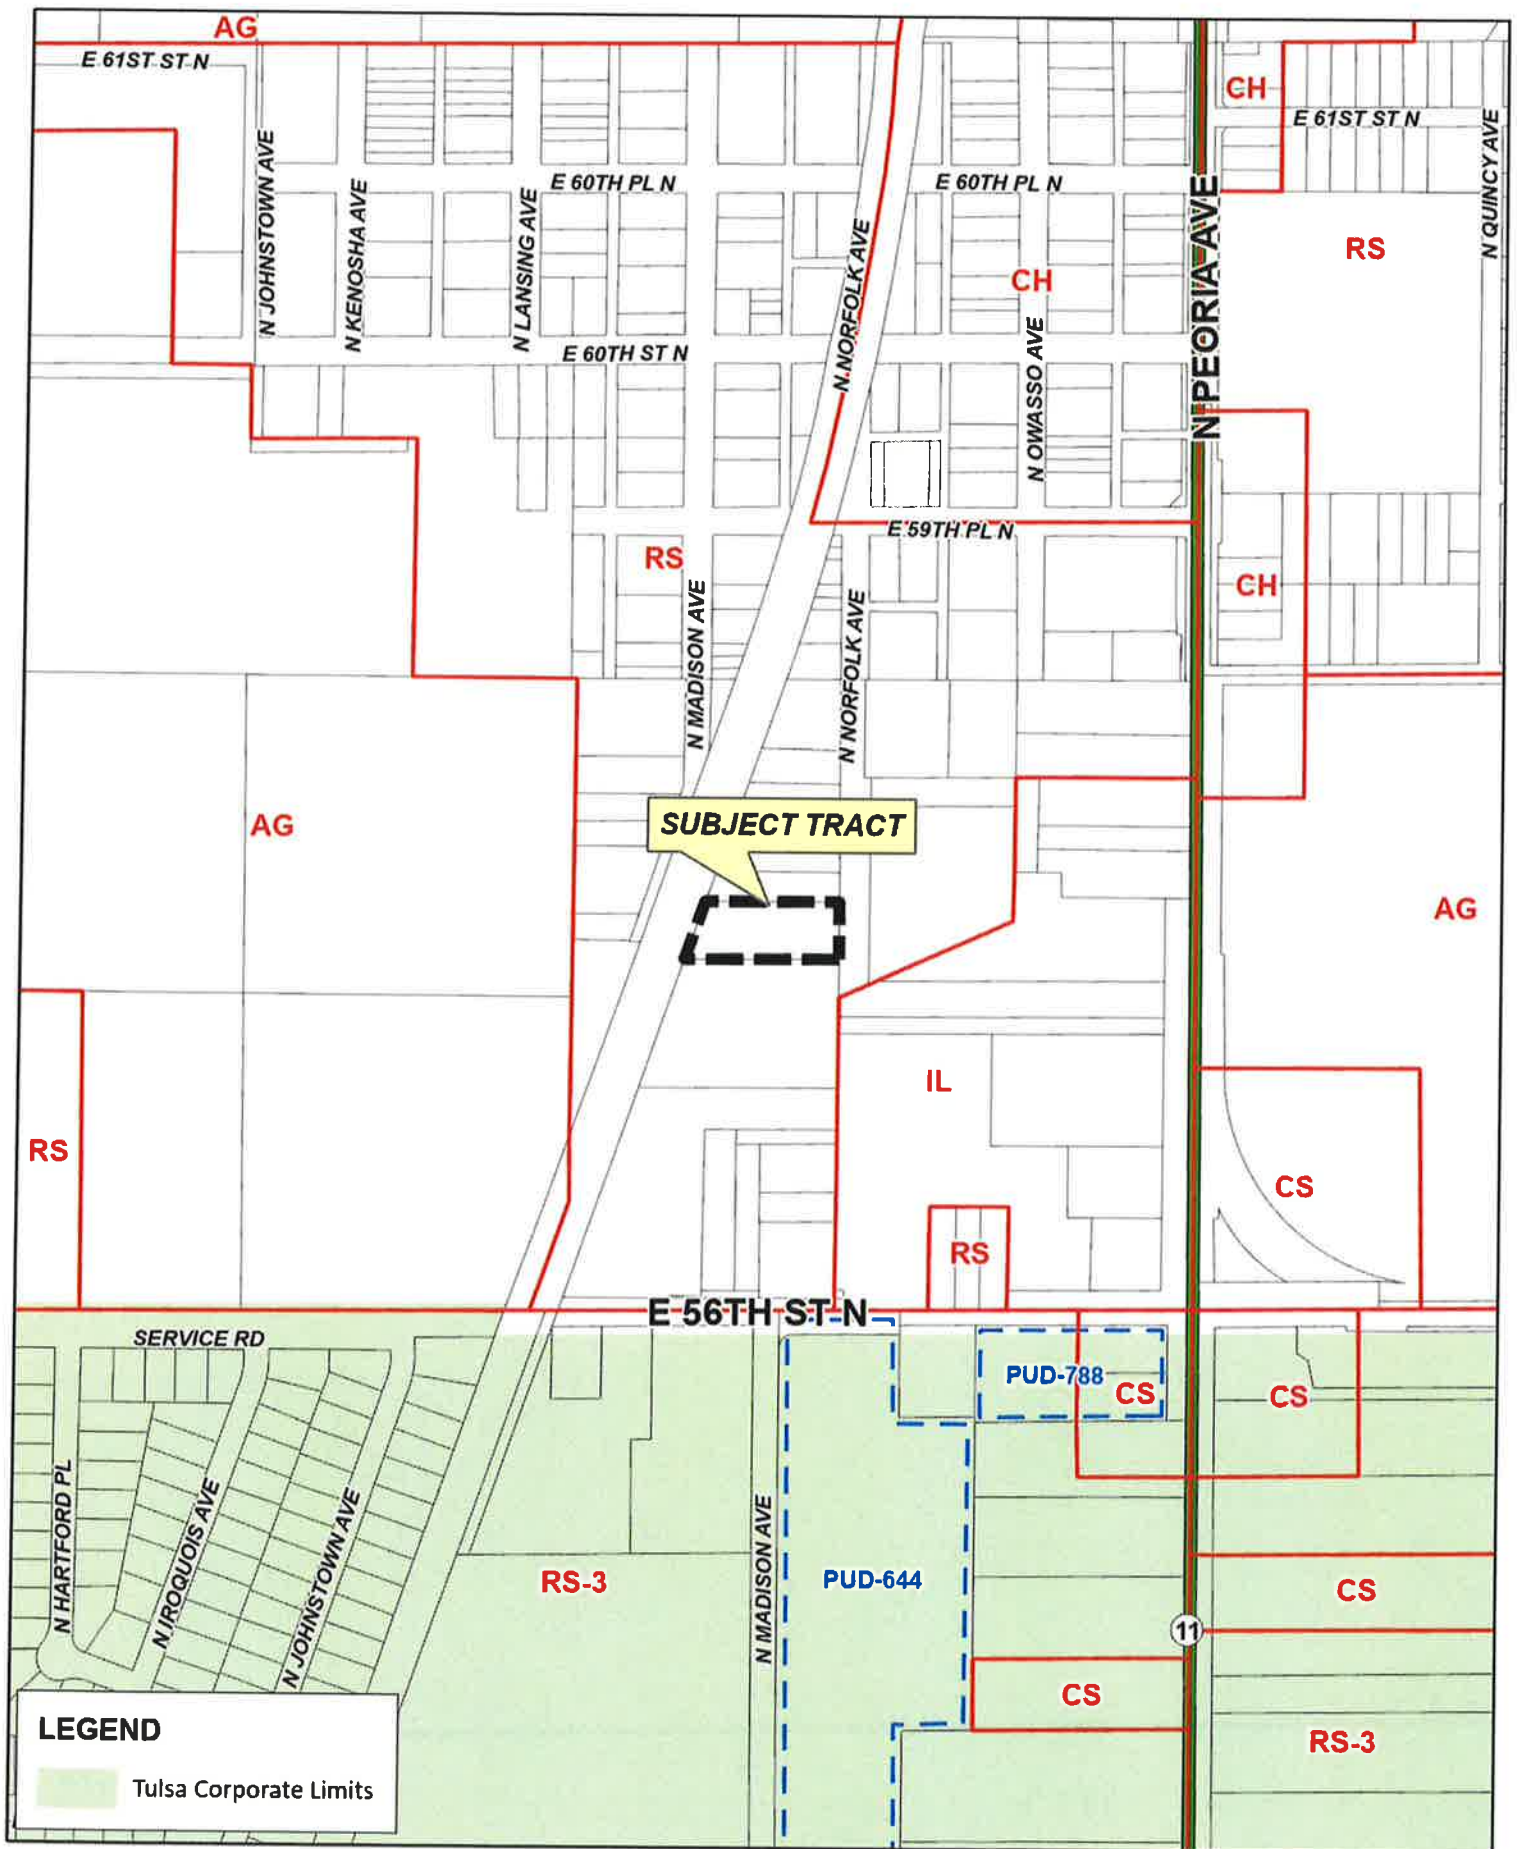 AG
E 61ST ST N
CH
E 61ST ST N
N QUINCY AVE
N JOHNSTOWN AVE
N KENOSHA AVE
N LANSING AVE
E 60TH PL N
E 60TH PL N
N PEORIA AVE
RS
N NORFOLK AVE
CH
E 60TH ST N
N OWASSO AVE
E 59TH PL N
RS
CH
N MADISON AVE
N NORFOLK AVE
AG
SUBJECT TRACT
AG
IL
RS
CS
RS
E 56TH ST N
SERVICE RD
PUD-788
CS
CS
N HARTFORD PL
N IROQUOIS AVE
N JOHNSTOWN AVE
RS-3
N MADISON AVE
PUD-644
CS
11
CS
RS-3
LEGEND
Tulsa Corporate Limits